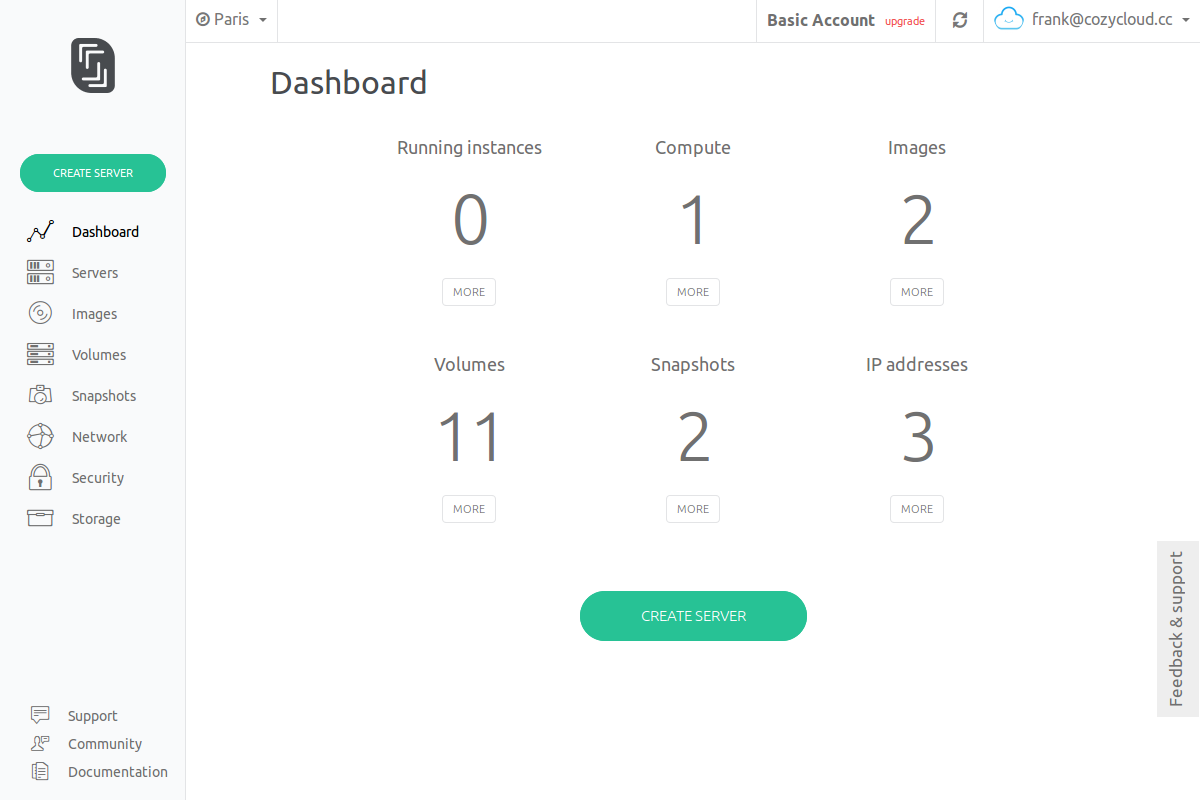 Paris
Basic Account upgrade
frank@cozycloud.cc
CREATE SERVER
Dashboard
Servers
Images
Volumes
Snapshots
Network
Security
Storage
Support
Community
Documentation
Dashboard
Running instances Compute Images
0 1 2
MORE MORE MORE
Volumes Snapshots IP addresses
11 2 3
MORE MORE MORE
CREATE SERVER
Feedback & support